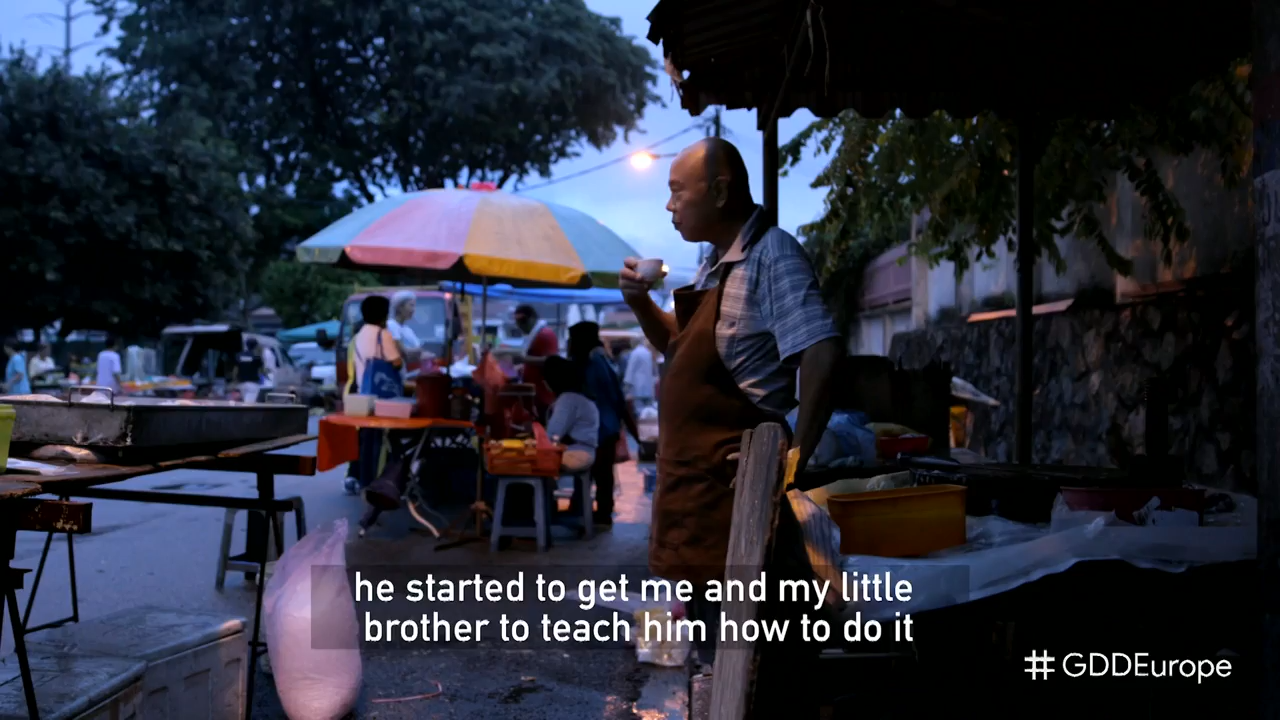 he started to get me and my little
brother to teach him how to do it
#GDDEurope